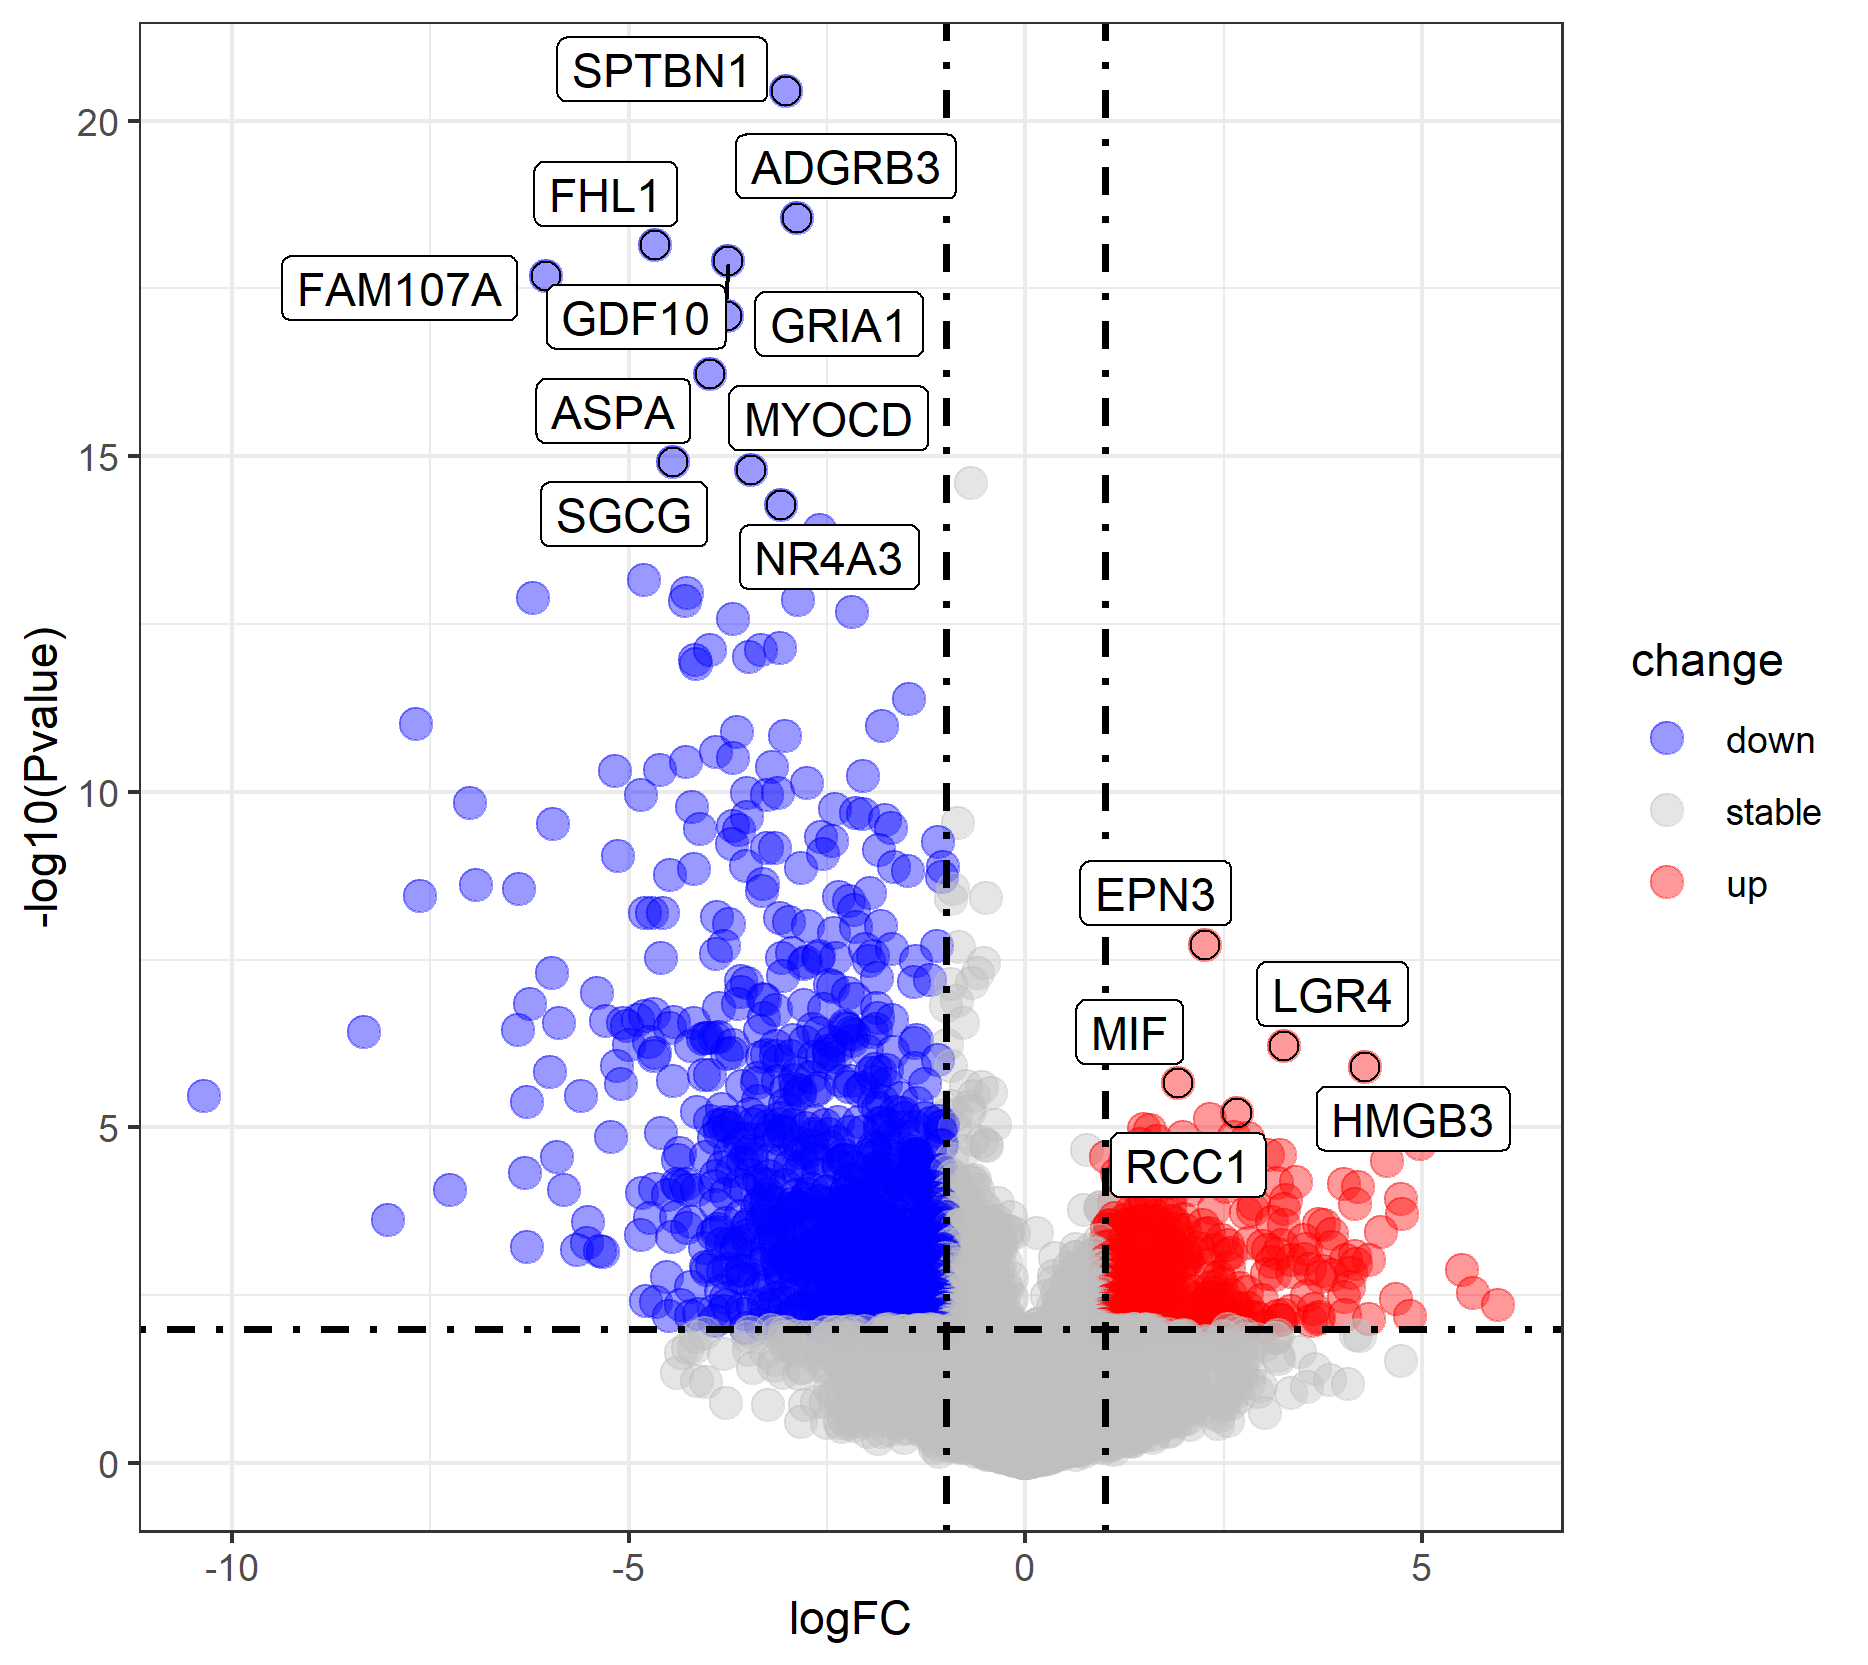 SPTBN1
ADGRB3
FHL1
FAM107A
GDF10
GRIA1
ASPA
MYOCD
SGCG
NR4A3
EPN3
LGR4
MIF
HMGB3
RCC1
20
15
10
5
0
-log10(Pvalue)
-10
-5
0
5
logFC
change
down
stable
up